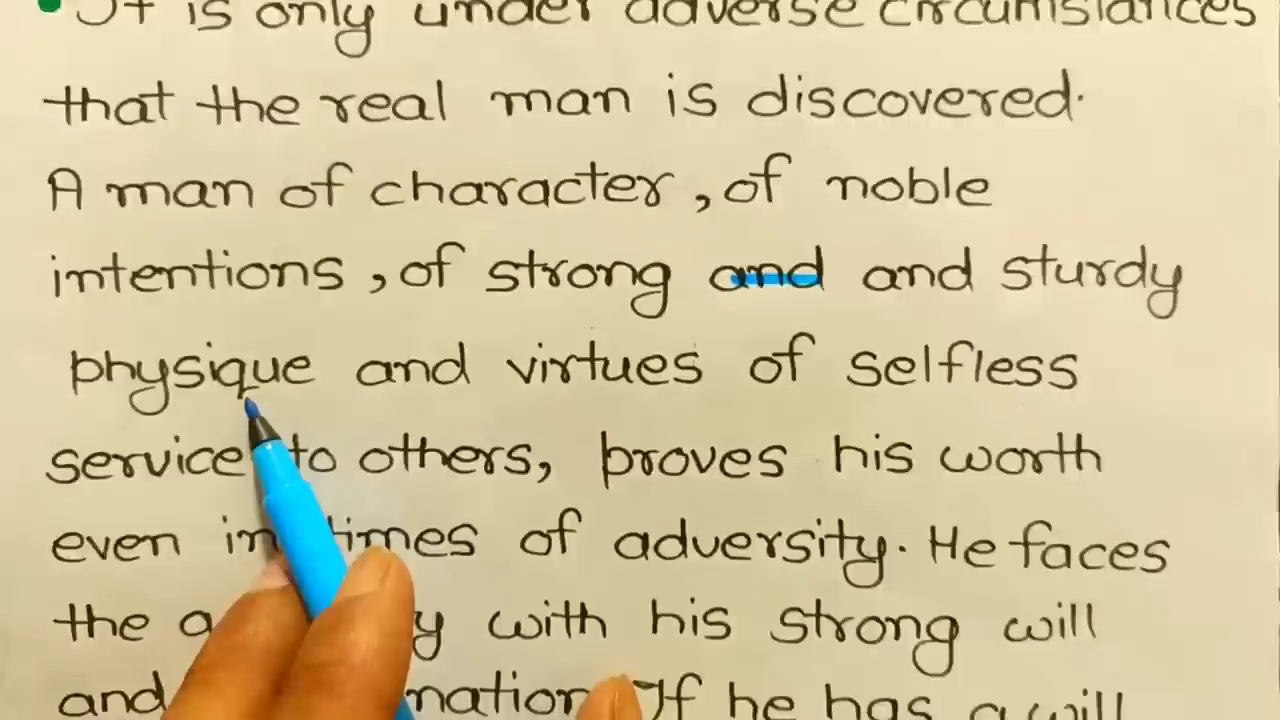 It is only under adverse circumstances
that the real man is discovered.
A man of character, of noble
intentions, of strong and and sturdy
physique and virtues of selfless
service to others, proves his worth
even in times of adversity. He faces
the a y with his strong will
and nation If he has a will